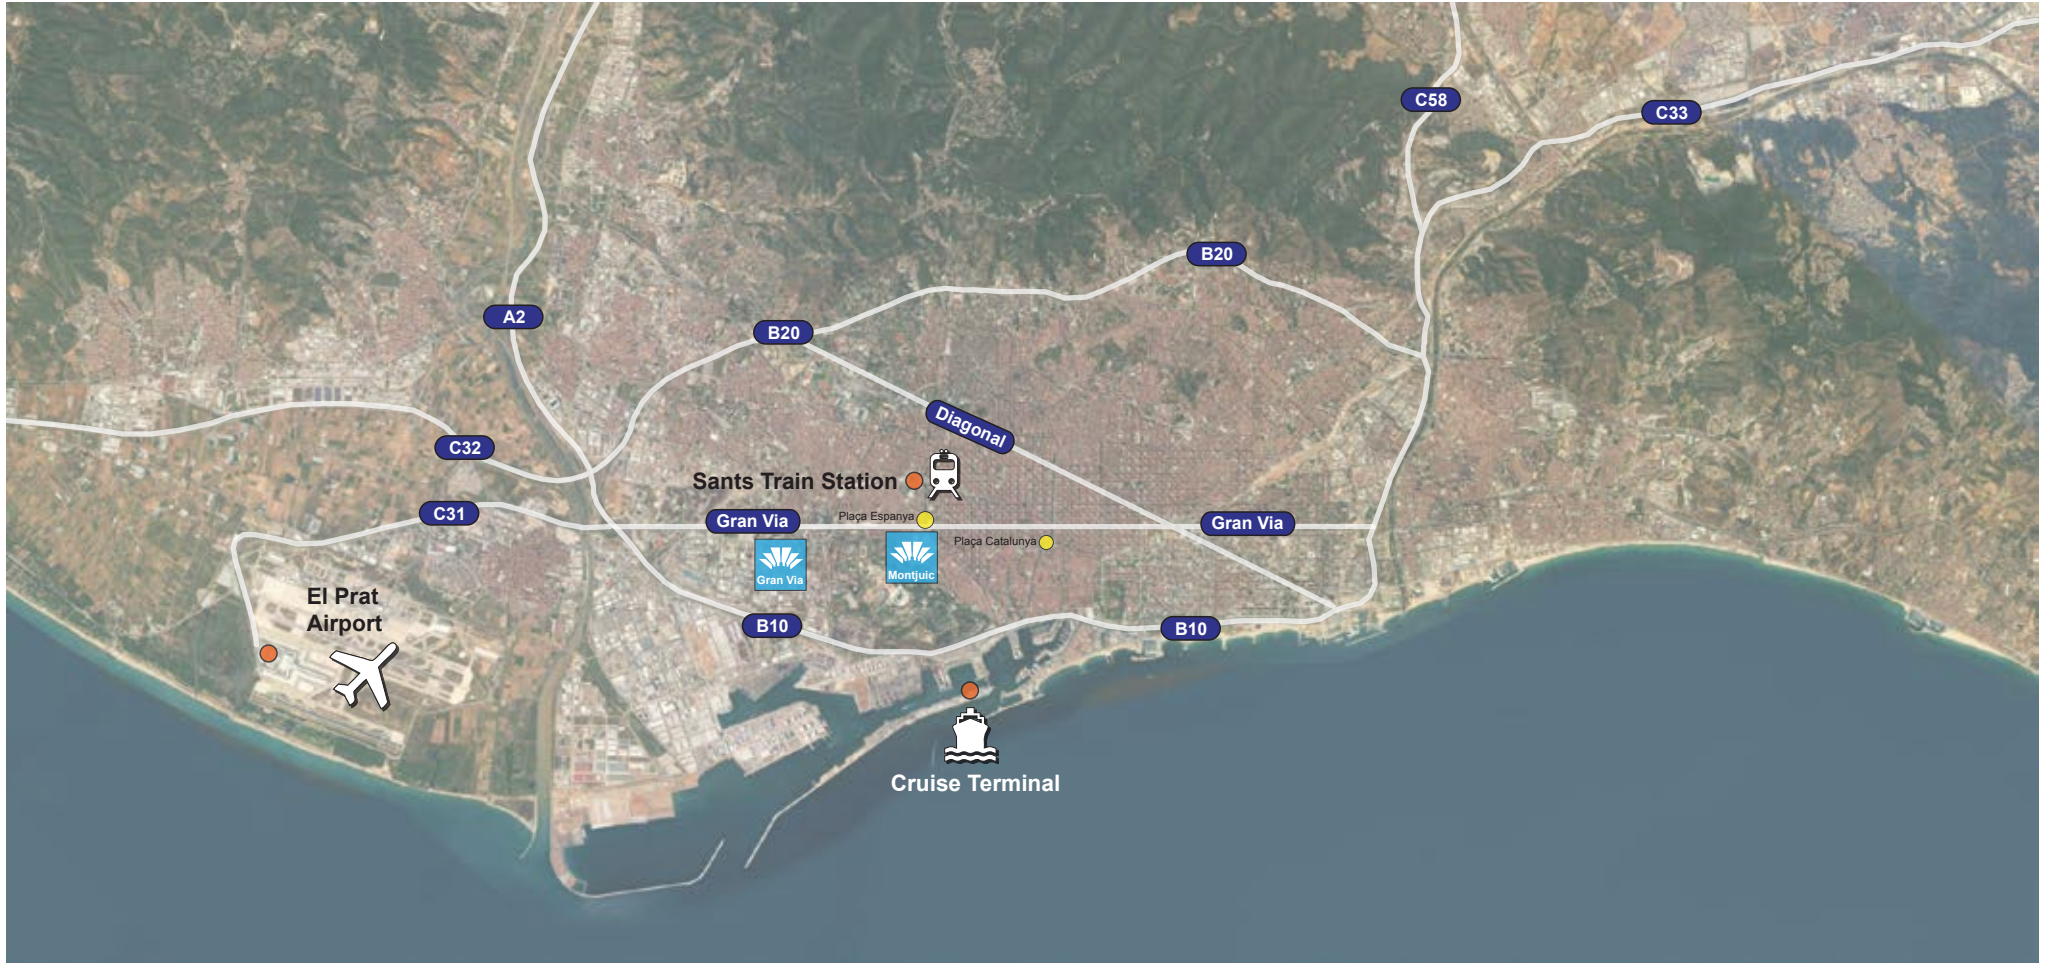 C58
C33
B20
A2
B20
Diagonal
C32
Sants Train Station
C31
Gran Via
Plaça Espanya
Gran Via
Plaça Catalunya
Gran Via
Montjuic
El Prat
Airport
B10
B10
Cruise Terminal